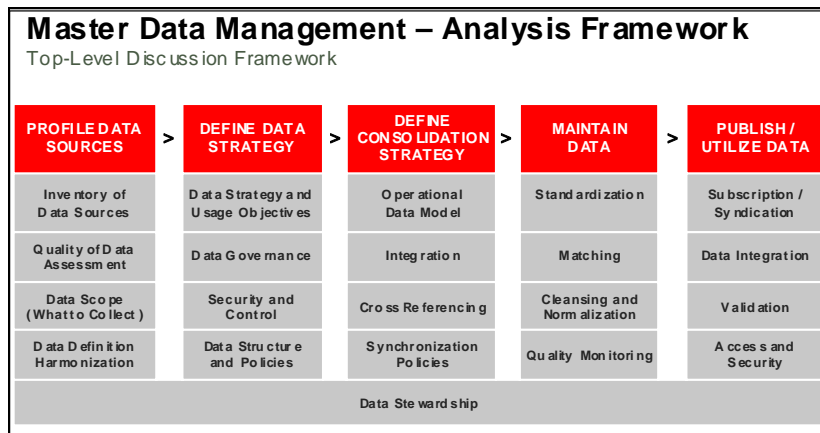 Master Data Management – Analysis Framework
Top-Level Discussion Framework
PROFILE DATA
SOURCES
>
DEFINE DATA
STRATEGY
>
DEFINE
CONSOLIDATION
STRATEGY
>
MAINTAIN
DATA
>
PUBLISH /
UTILIZE DATA
Inventory of
Data Sources
Data Strategy and
Usage Objectives
Operational
Data Model
Standardization
Subscription /
Syndication
Quality of Data
Assessment
Data Governance
Integration
Matching
Data Integration
Data Scope
(What to Collect)
Security and
Control
Cross Referencing
Cleansing and
Normalization
Validation
Data Definition
Harmonization
Data Structure
and Policies
Synchronization
Policies
Quality Monitoring
Access and
Security
Data Stewardship